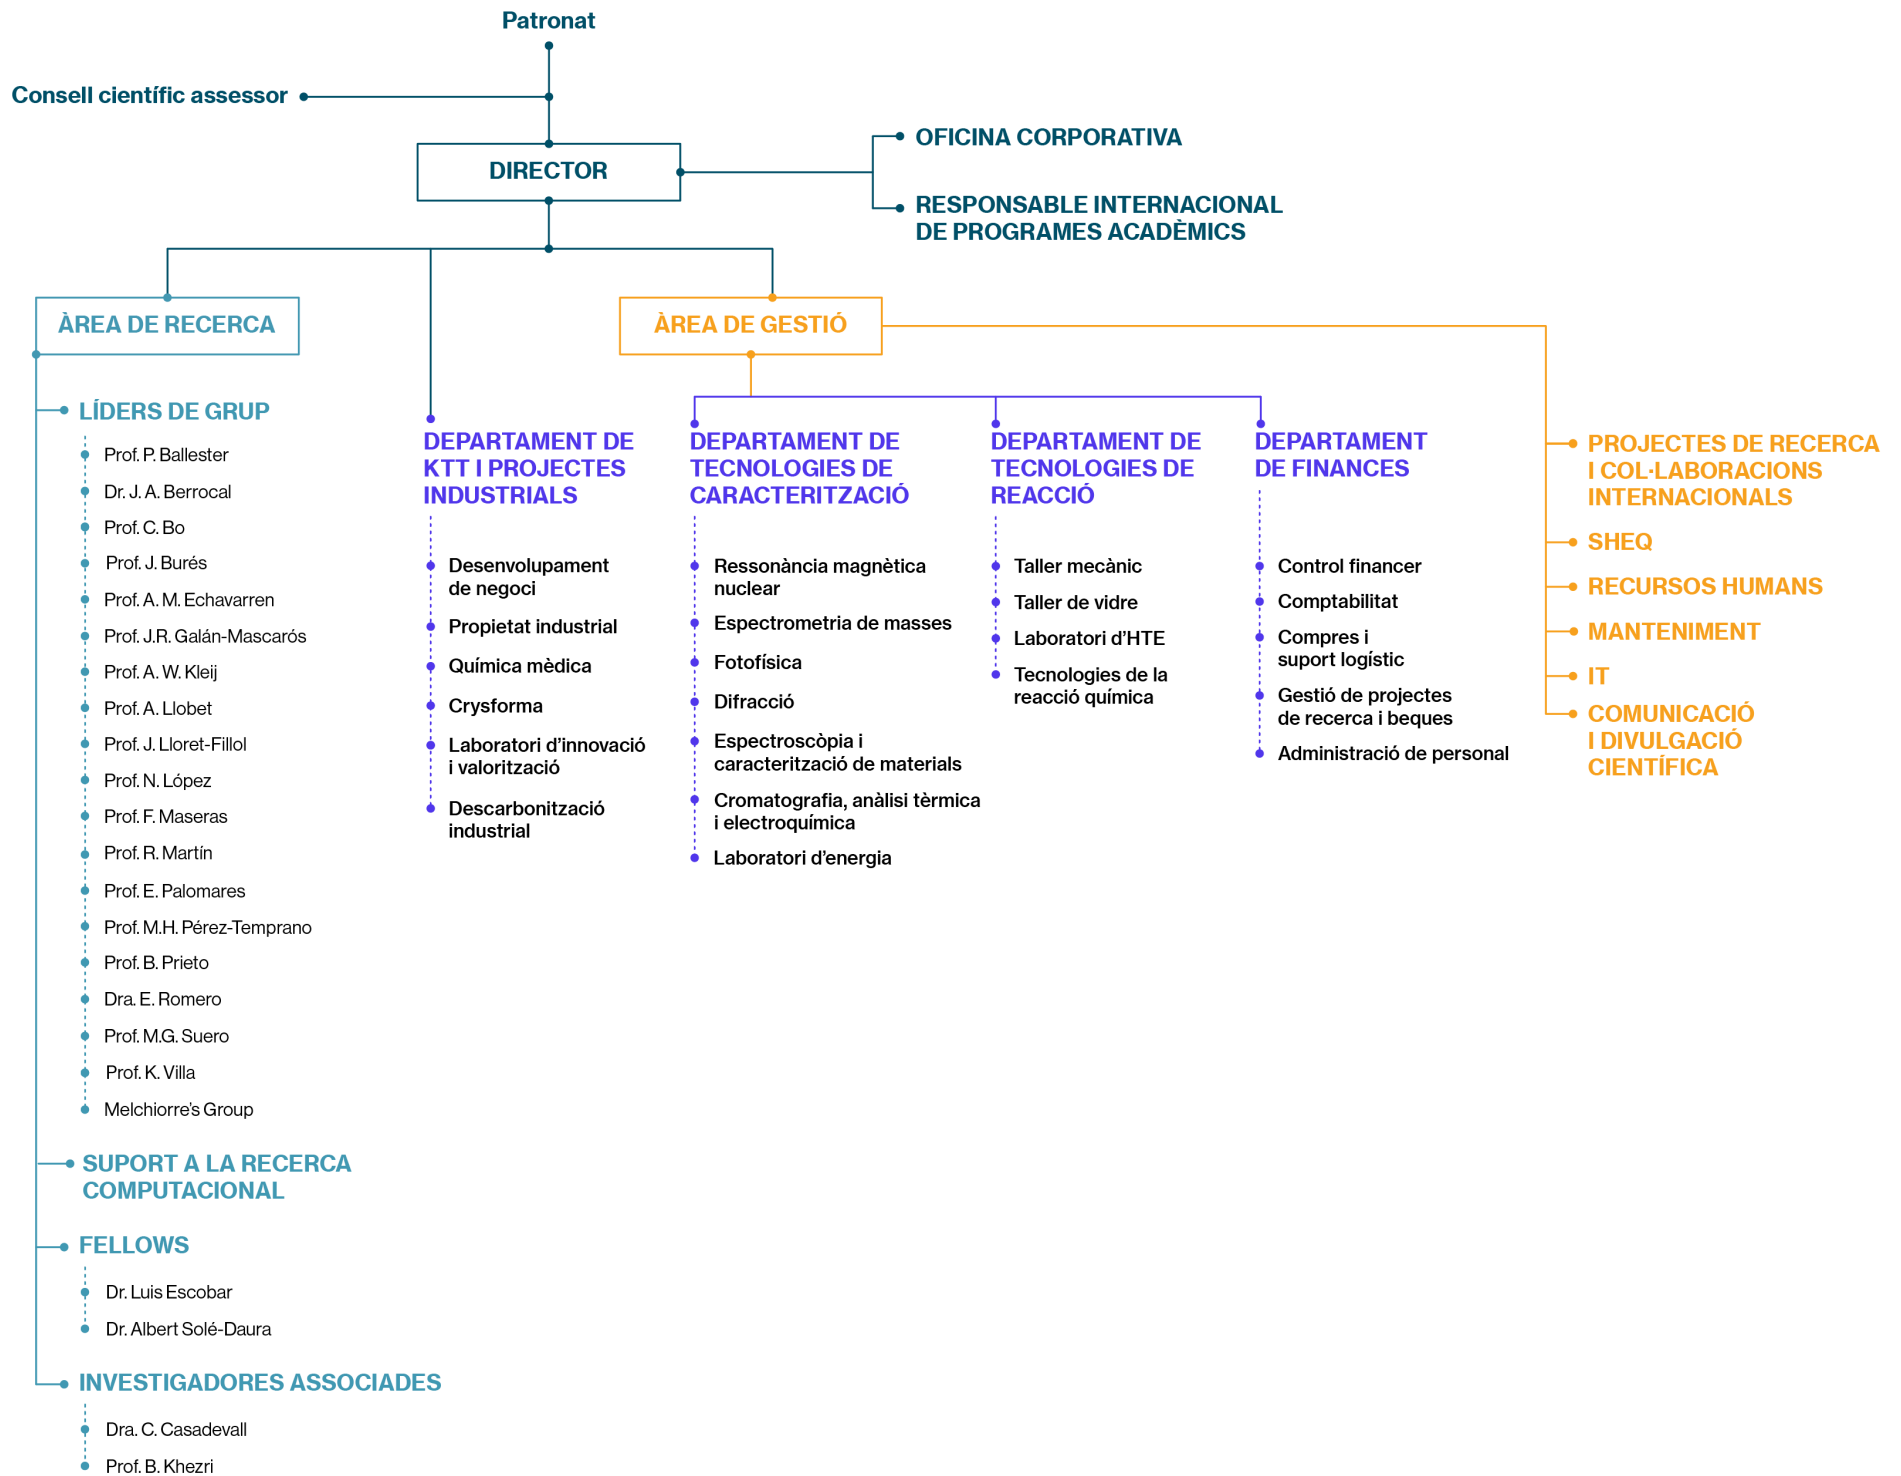 Patronat
Consell científic assessor
DIRECTOR
OFICINA CORPORATIVA
RESPONSABLE INTERNACIONAL
DE PROGRAMES ACADÈMICS
ÀREA DE RECERCA
LÍDERS DE GRUP
Prof. P. Ballester
Dr. J. A. Berrocal
Prof. C. Bo
Prof. J. Burés
Prof. A. M. Echavarren
Prof. J.R. Galán-Mascarós
Prof. A. W. Kleij
Prof. A. Llobet
Prof. J. Lloret-Fillol
Prof. N. López
Prof. F. Maseras
Prof. R. Martín
Prof. E. Palomares
Prof. M.H. Pérez-Temprano
Prof. B. Prieto
Dra. E. Romero
Prof. M.G. Suero
Prof. K. Villa
Melchiorre's Group
SUPORT A LA RECERCA
COMPUTACIONAL
FELLOWS
Dr. Luis Escobar
Dr. Albert Solé-Daura
INVESTIGADORES ASSOCIADES
Dra. C. Casadevall
Prof. B. Khezri
DEPARTAMENT DE
KTT I PROJECTES
INDUSTRIALS
Desenvolupament
de negoci
Propietat industrial
Química mèdica
Crysforma
Laboratori d'innovació
i valorització
Descarbonització
industrial
ÀREA DE GESTIÓ
DEPARTAMENT DE
TECNOLOGIES DE
CARACTERITZACIÓ
Ressonància magnètica
nuclear
Espectrometria de masses
Fotofísica
Difracció
Espectroscòpia i
caracterització de materials
Cromatografia, anàlisi tèrmica
i electroquímica
Laboratori d'energia
DEPARTAMENT DE
TECNOLOGIES DE
REACCIÓ
Taller mecànic
Taller de vidre
Laboratori d'HTE
Tecnologies de la
reacció química
DEPARTAMENT
DE FINANCES
Control financer
Comptabilitat
Compres i
suport logístic
Gestió de projectes
de recerca i beques
Administració de personal
PROJECTES DE RECERCA
I COL·LABORACIONS
INTERNACIONALS
SHEQ
RECURSOS HUMANS
MANTENIMENT
IT
COMUNICACIÓ
I DIVULGACIÓ
CIENTÍFICA